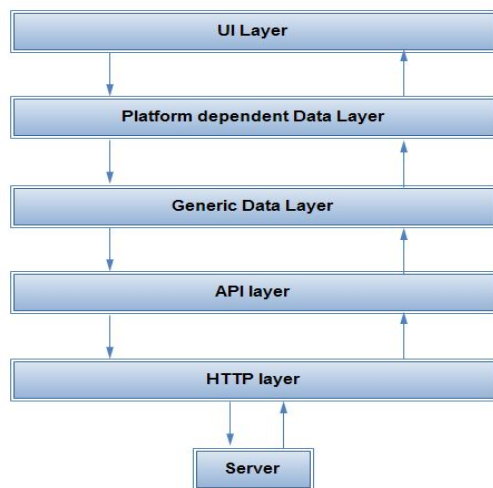 UI Layer
Platform dependent Data Layer
Generic Data Layer
API layer
HTTP layer
Server